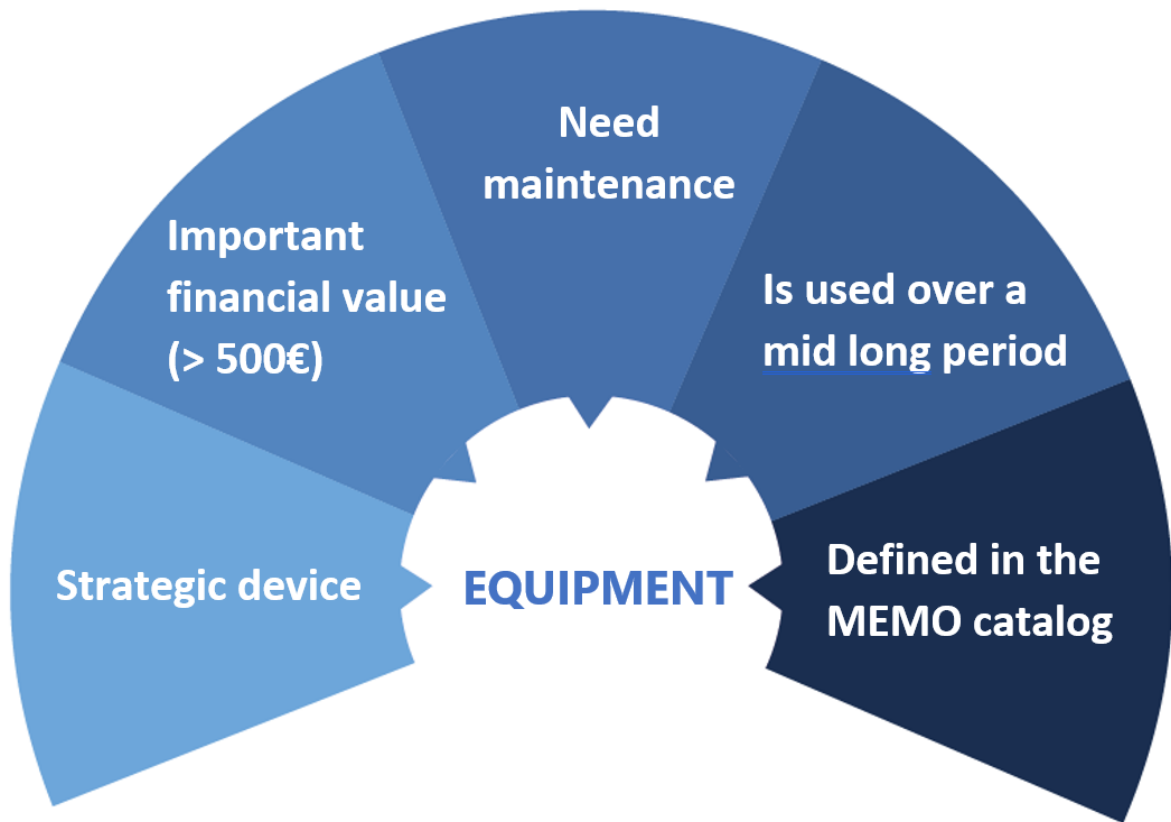 Need
maintenance
Important
financial value
(> 500€)
Is used over a
mid long period
Strategic device
EQUIPMENT
Defined in the
MEMO catalog